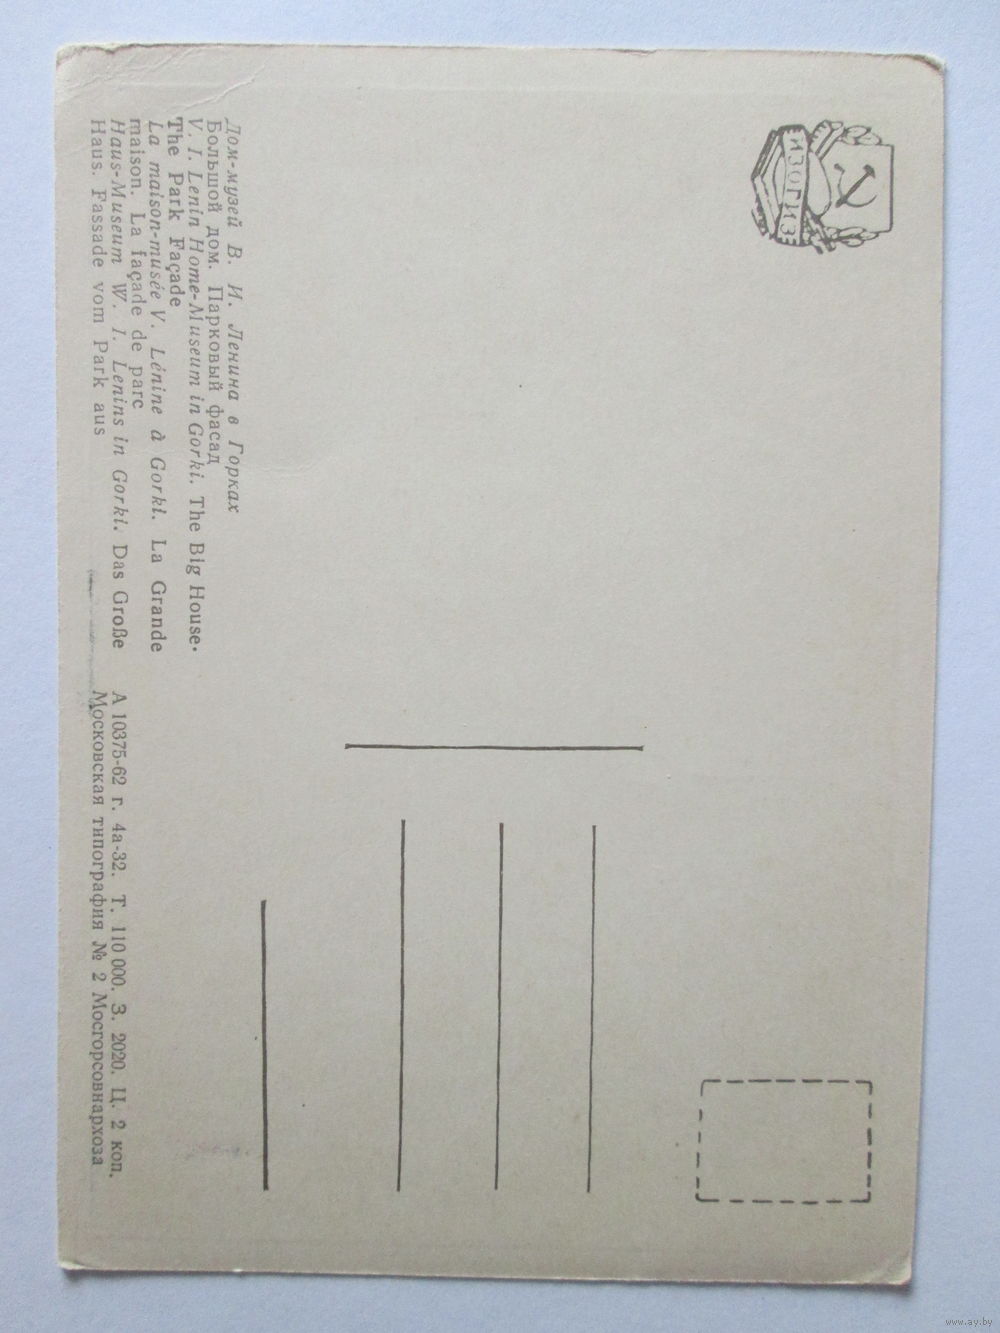 ИЗОГИЗ
Дом-музей В. И. Ленина в Горках
Большой дом. Парковый фасад
V. I. Lenin Home-Museum in Gorki. The Big House.
The Park Façade
La maison-musée V. Lénine à Gorki. La Grande
maison. La façade de parc
Haus-Museum W. I. Lenins in Gorki. Das Große
Haus. Fassade vom Park aus
А 10375-62 г. 4а-32. Т. 110 000. З. 2020. Ц. 2 коп.
Московская типография № 2 Мосгорсовнархоза
www.ay.by